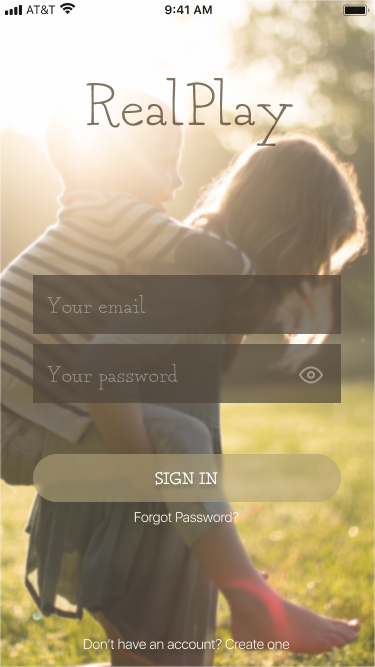 AT&T 9:41 AM
RealPlay
Your email
Your password
SIGN IN
Forgot Password?
Don't have an account? Create one